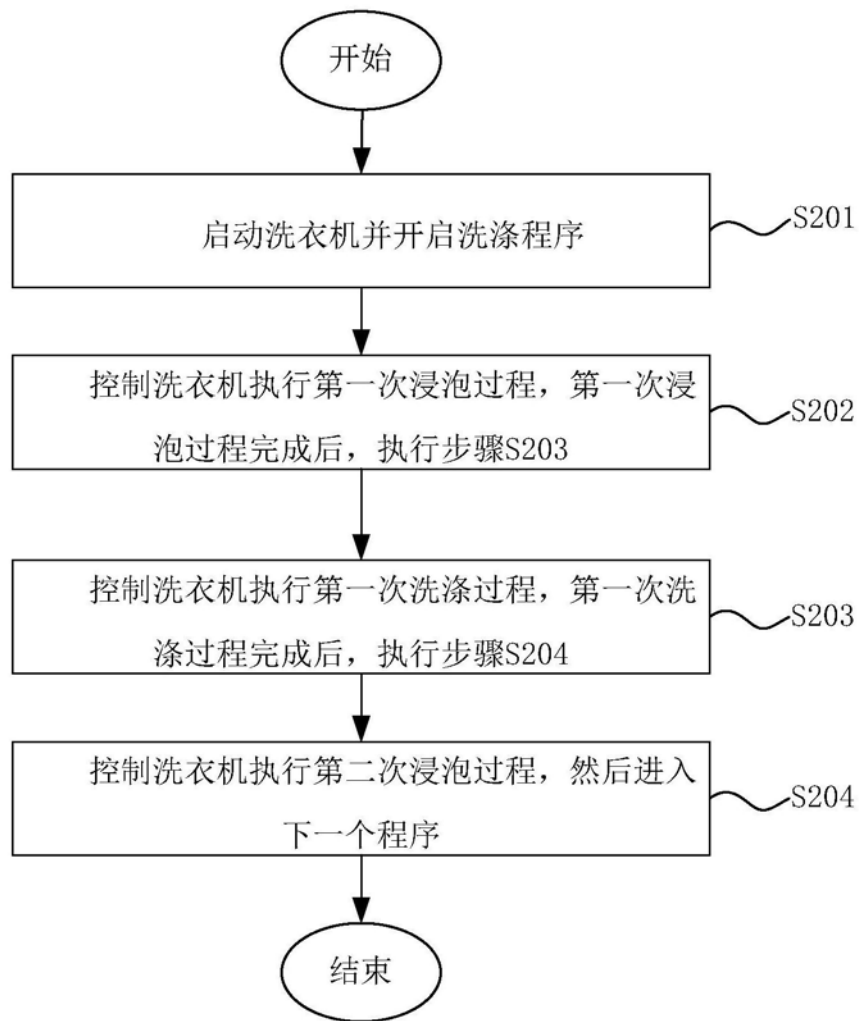 开始
启动洗衣机并开启洗涤程序
S201
控制洗衣机执行第一次浸泡过程，第一次浸
泡过程完成后，执行步骤S203
S202
控制洗衣机执行第一次洗涤过程，第一次洗
涤过程完成后，执行步骤S204
S203
控制洗衣机执行第二次浸泡过程，然后进入
下一个程序
S204
结束